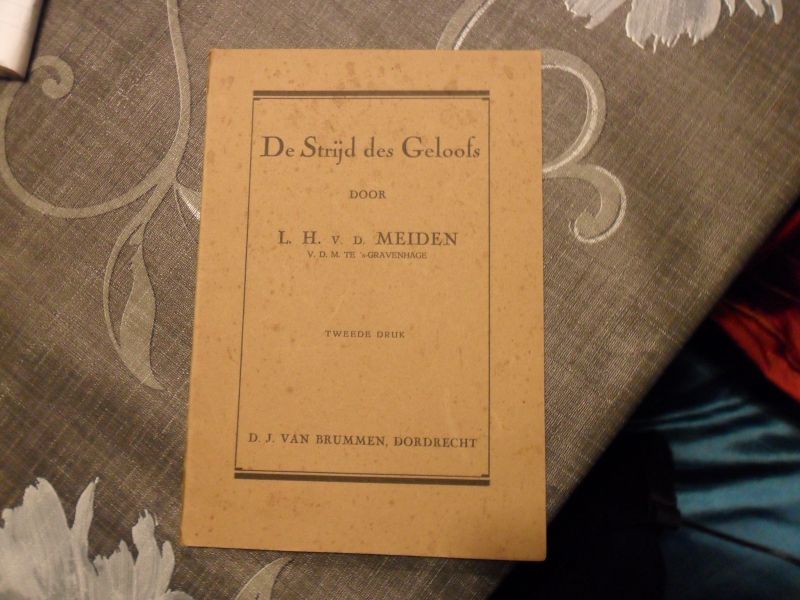 De Strijd des Geloofs
DOOR
L. H. V. D. MEIDEN
V. D. M. TE 's-GRAVENHAGE
TWEEDE DRUK
D. J. VAN BRUMMEN, DORDRECHT